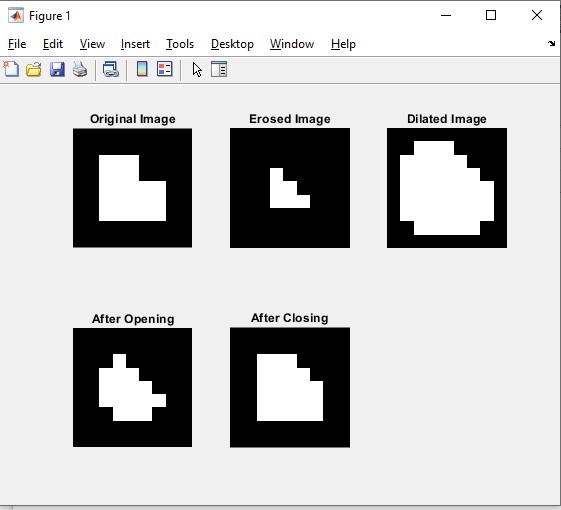 Figure 1
File Edit View Insert Tools Desktop Window Help
Original Image Erosed Image Dilated Image
After Opening After Closing